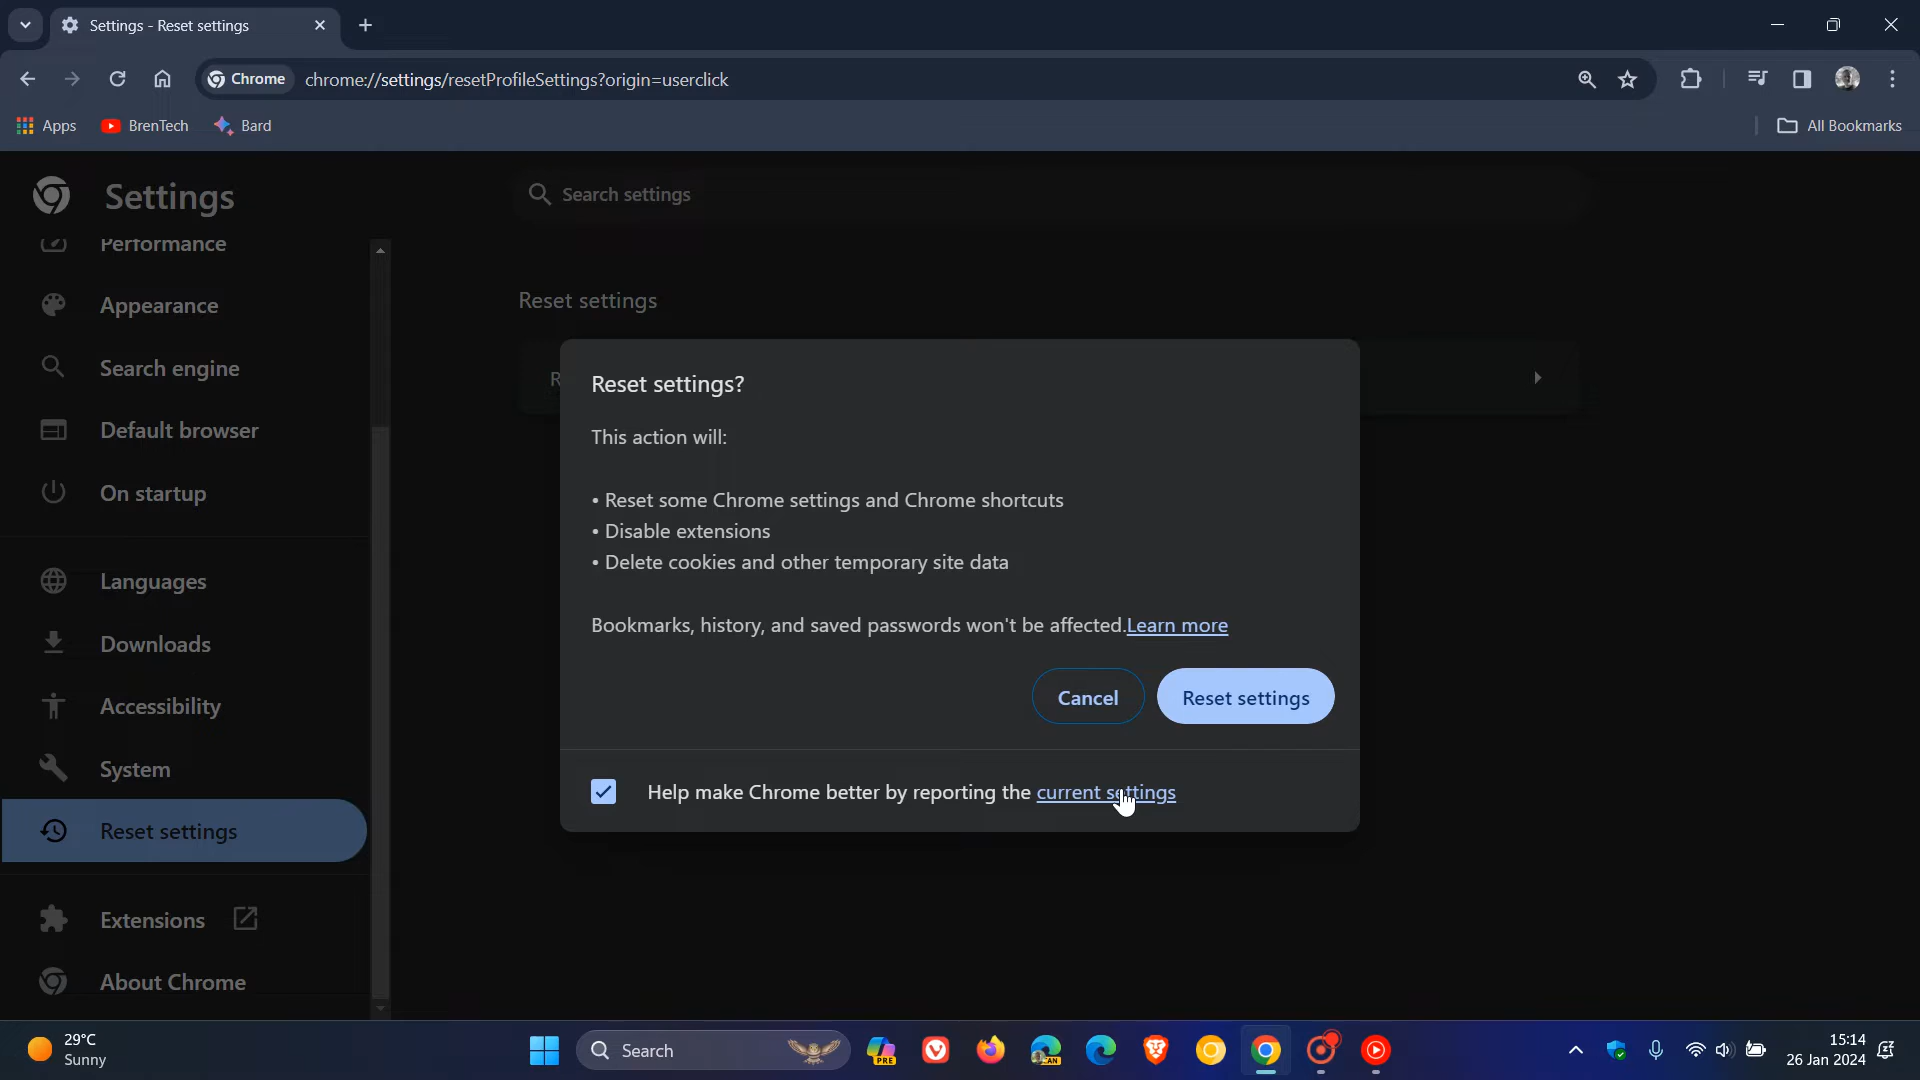 Settings - Reset settings
Chrome chrome://settings/resetProfileSettings?origin=userclick
Apps BrenTech Bard All Bookmarks
Settings
Search settings
Performance
Appearance
Search engine
Default browser
On startup
Languages
Downloads
Accessibility
System
Reset settings
Extensions
About Chrome
Reset settings
R
Reset settings?
This action will:
• Reset some Chrome settings and Chrome shortcuts
• Disable extensions
• Delete cookies and other temporary site data
Bookmarks, history, and saved passwords won't be affected.Learn more
Cancel Reset settings
Help make Chrome better by reporting the current settings
29°C
Sunny
Search
PRE
CAN
15:14
26 Jan 2024